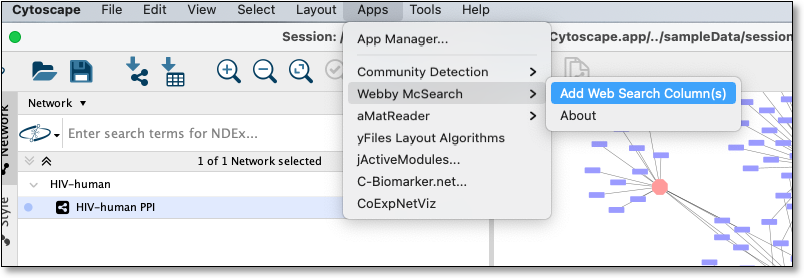 Cytoscape File Edit View Select Layout Apps Tools Help
Session: / Cytoscape.app/../sampleData/session
App Manager...
Community Detection
Webby McSearch
Add Web Search Column(s)
About
aMatReader
yFiles Layout Algorithms
jActiveModules...
C-Biomarker.net...
CoExpNetViz
Network
Network ▼
Enter search terms for NDEx...
1 of 1 Network selected
HIV-human
HIV-human PPI
Style